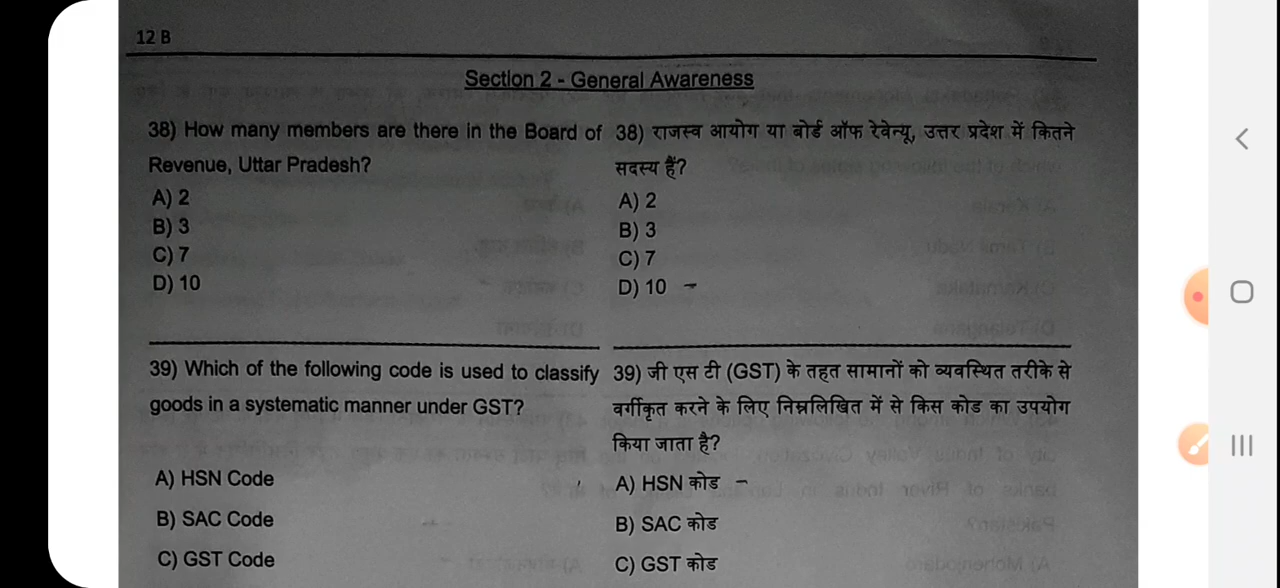 12 B
Section 2 - General Awareness
38) How many members are there in the Board of
Revenue, Uttar Pradesh?
A) 2
B) 3
C) 7
D) 10
38) राजस्व आयोग या बोर्ड ऑफ रेवेन्यू, उत्तर प्रदेश में कितने
सदस्य हैं?
A) 2
B) 3
C) 7
D) 10
39) Which of the following code is used to classify
goods in a systematic manner under GST?
A) HSN Code
B) SAC Code
C) GST Code
39) जी एस टी (GST) के तहत सामानों को व्यवस्थित तरीके से
वर्गीकृत करने के लिए निम्नलिखित में से किस कोड का उपयोग
किया जाता है?
A) HSN कोड
B) SAC कोड
C) GST कोड